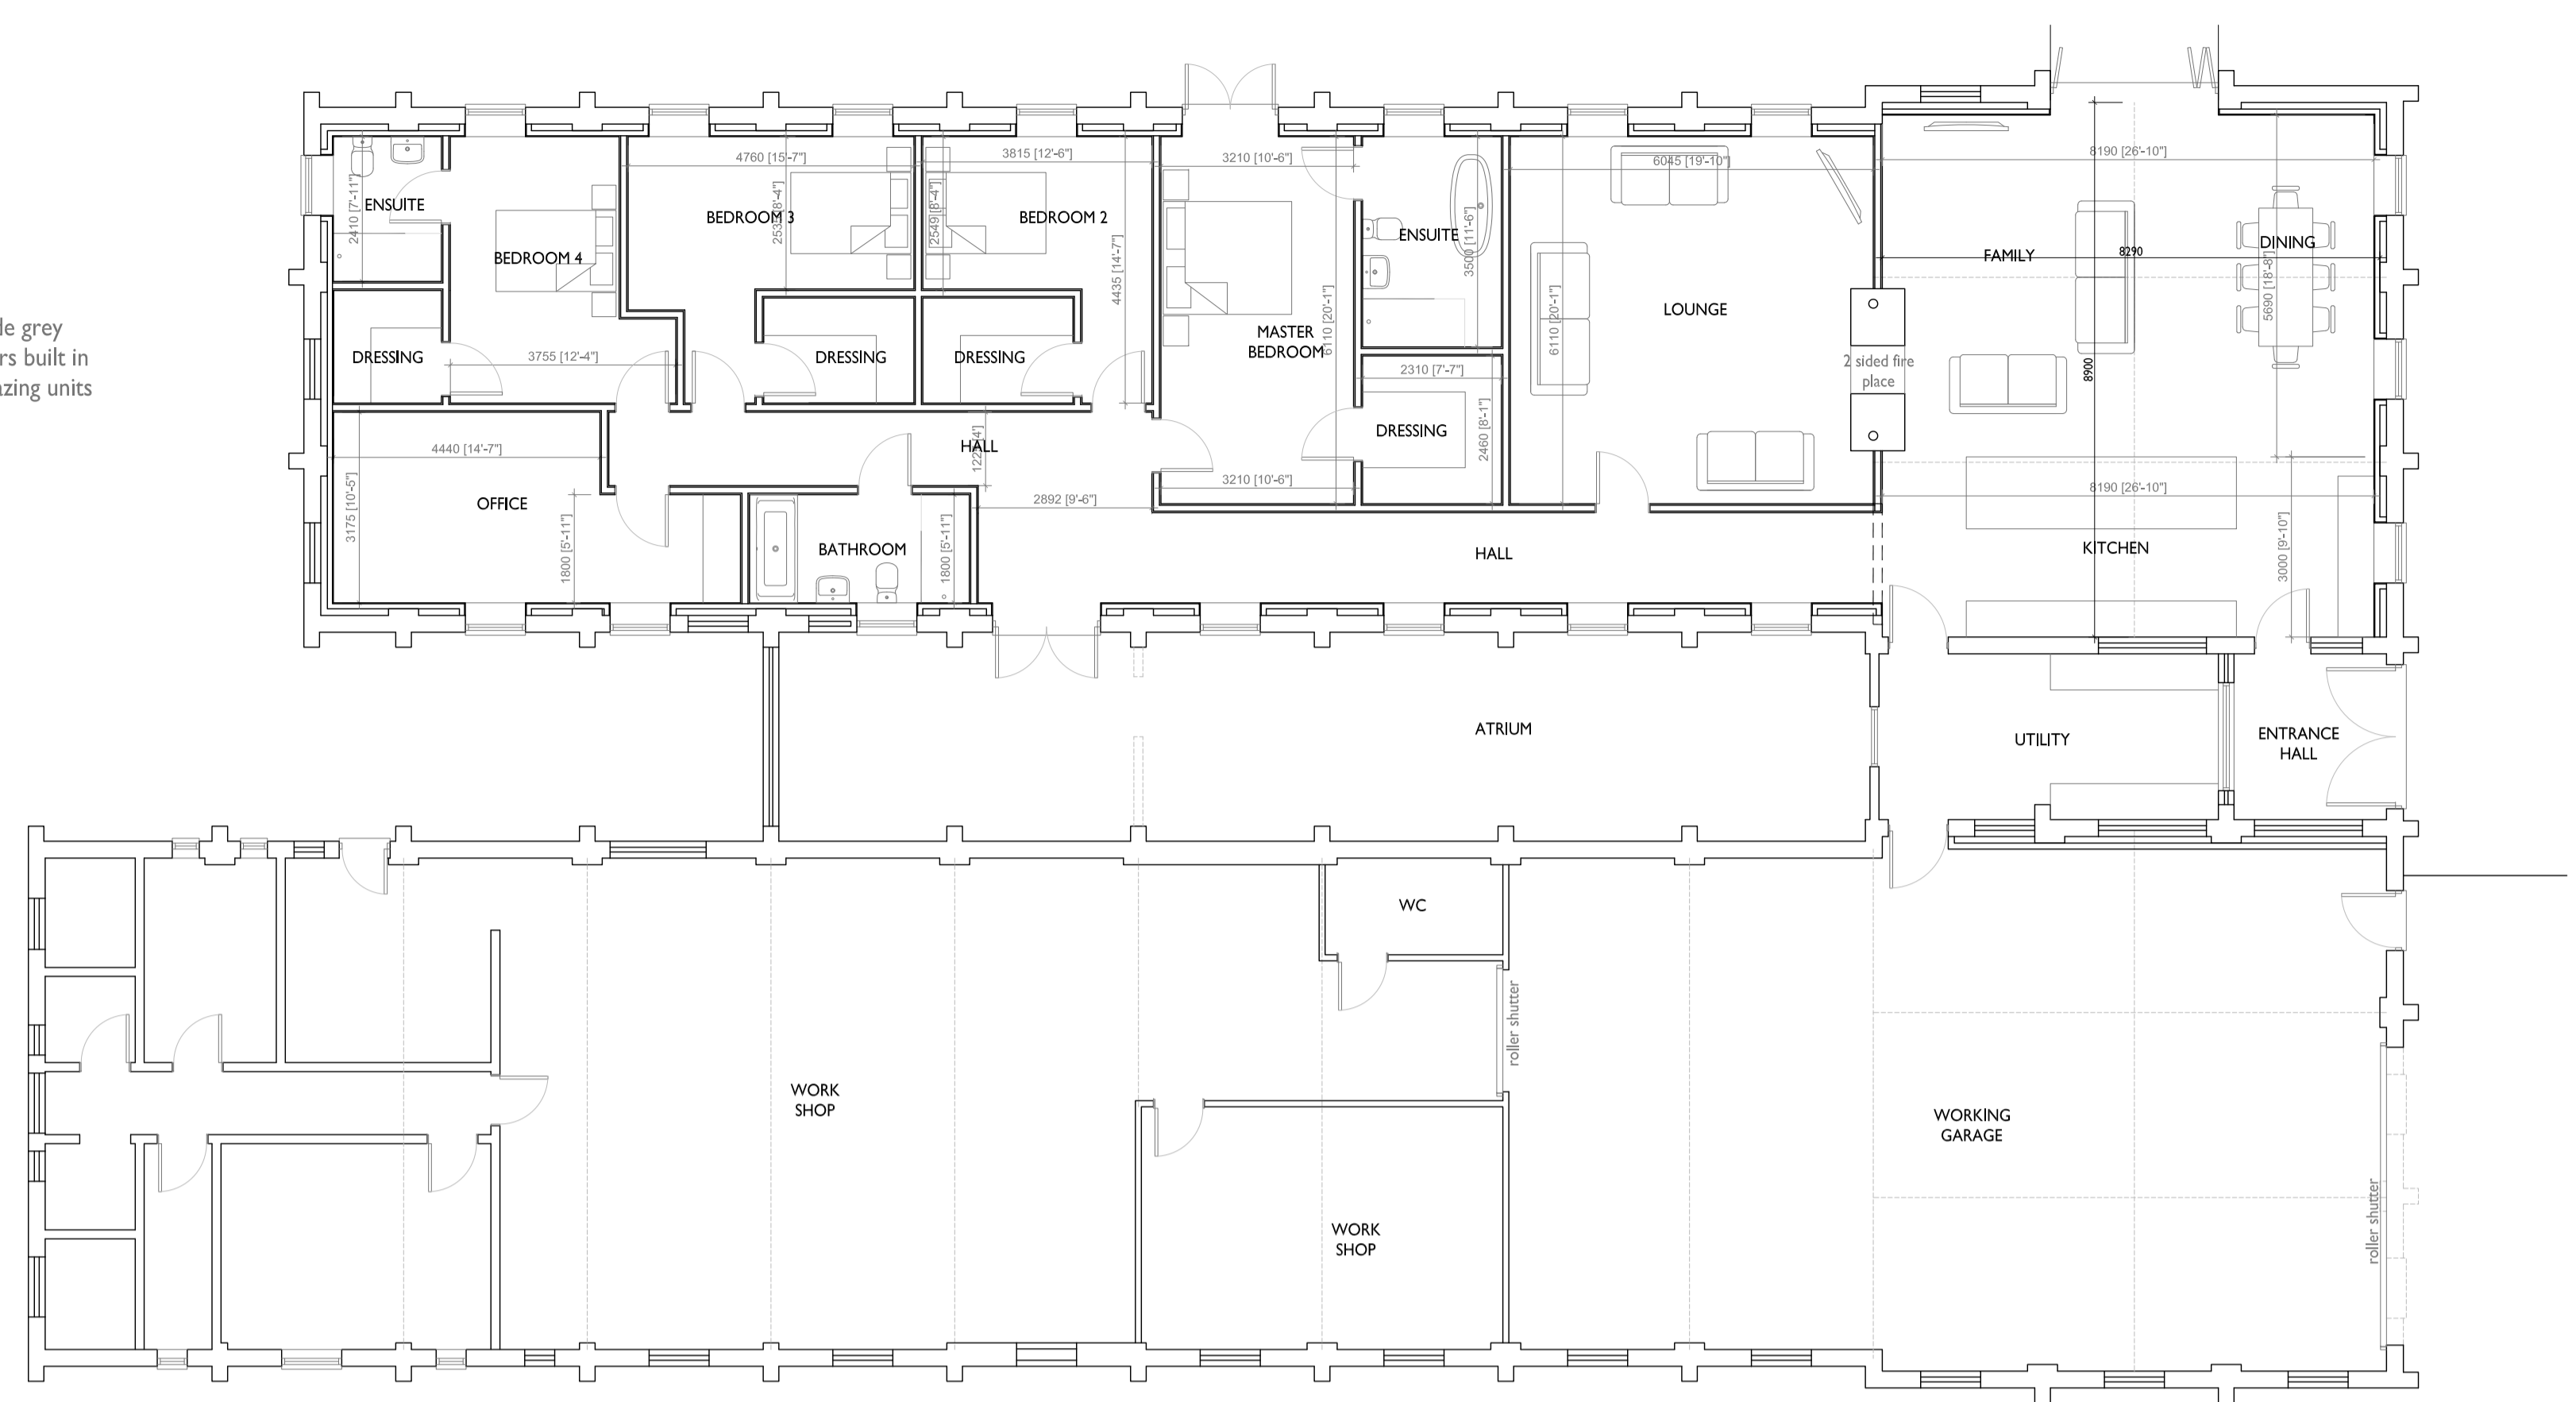 de grey
rs built in
azing units
ENSUITE
2410 [7'-11"]
BEDROOM 4
DRESSING
3755 [12'-4"]
4760 [15'-7"]
BEDROOM 3
DRESSING
3815 [12'-6"]
2549 [8'-4"]
BEDROOM 2
4435 [14'-7"]
DRESSING
3210 [10'-6"]
MASTER
BEDROOM
6110 [20'-1"]
3210 [10'-6"]
ENSUITE
3500 [11'-6"]
2310 [7'-7"]
DRESSING
2460 [8'-1"]
6045 [19'-10"]
LOUNGE
6110 [20'-1"]
2 sided fire
place
8190 [26'-10"]
FAMILY
8290
DINING
5690 [18'-8"]
8900
8190 [26'-10"]
KITCHEN
3000 [9'-10"]
4440 [14'-7"]
OFFICE
3175 [10'-5"]
1800 [5'-11"]
HALL
BATHROOM
1800 [5'-11"]
2892 [9'-6"]
HALL
ATRIUM
UTILITY
ENTRANCE
HALL
WC
roller shutter
WORK
SHOP
WORK
SHOP
WORKING
GARAGE
roller shutter